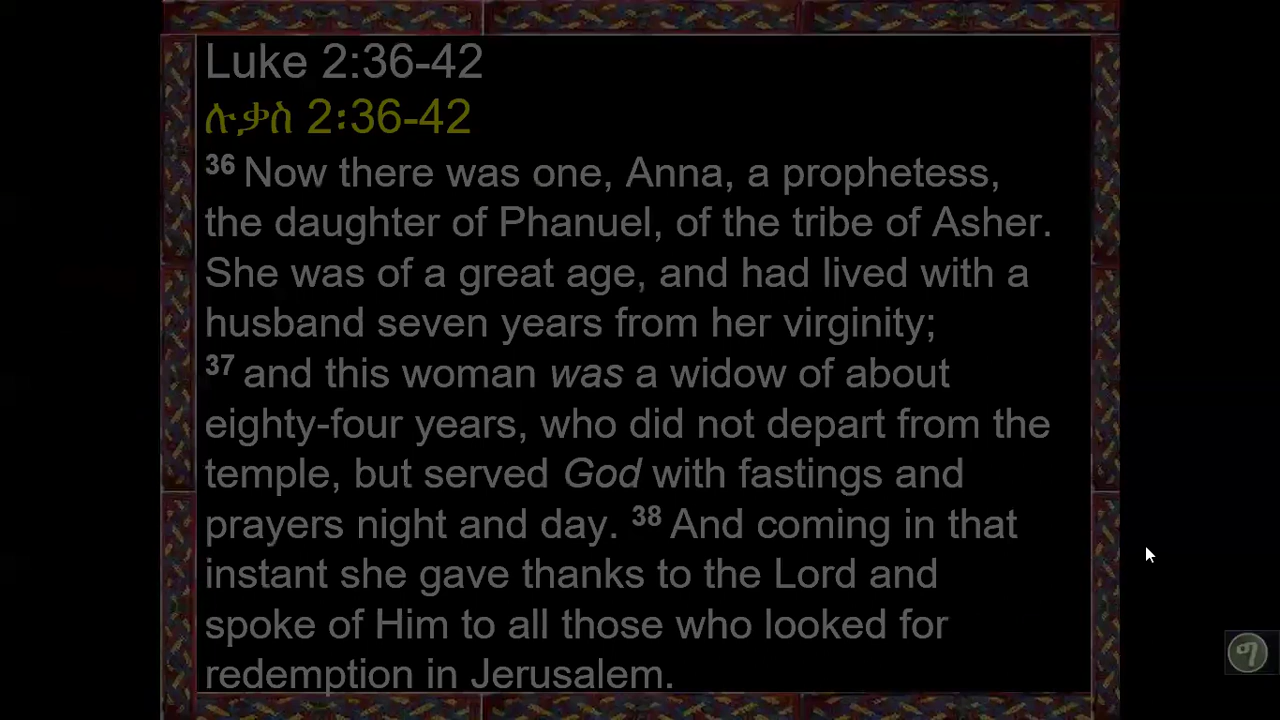 Luke 2:36-42
ሉቃስ 2፡36-42
36 Now there was one, Anna, a prophetess,
the daughter of Phanuel, of the tribe of Asher.
She was of a great age, and had lived with a
husband seven years from her virginity;
37 and this woman was a widow of about
eighty-four years, who did not depart from the
temple, but served God with fastings and
prayers night and day. 38 And coming in that
instant she gave thanks to the Lord and
spoke of Him to all those who looked for
redemption in Jerusalem.